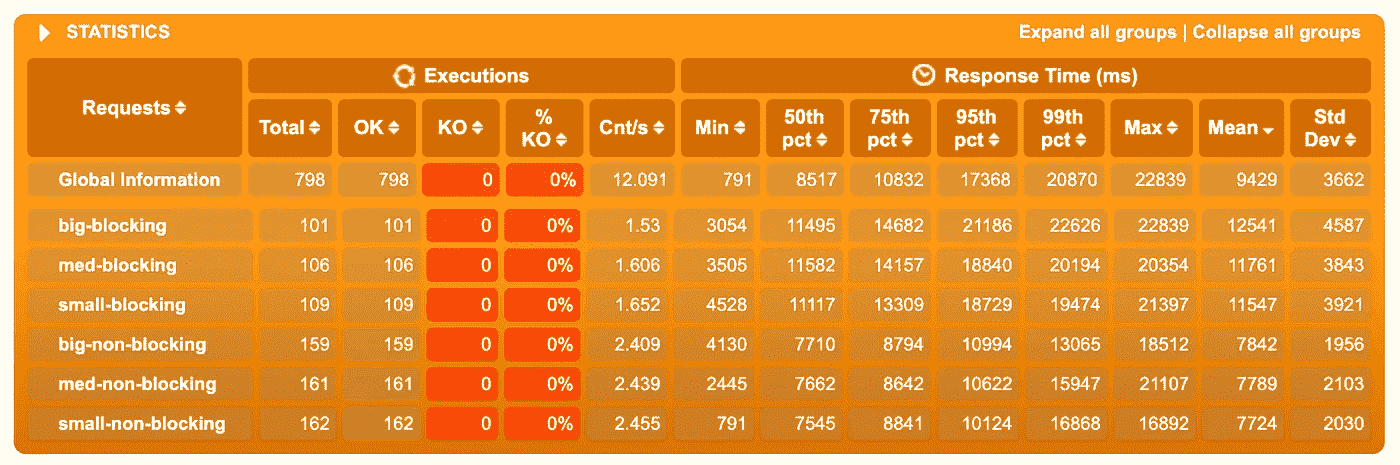 STATISTICS Expand all groups | Collapse all groups
Requests Executions Response Time (ms)
Total OK KO % KO Cnt/s Min 50th pct 75th pct 95th pct 99th pct Max Mean Std Dev
Global Information 798 798 0 0% 12.091 791 8517 10832 17368 20870 22839 9429 3662
big-blocking 101 101 0 0% 1.53 3054 11495 14682 21186 22626 22839 12541 4587
med-blocking 106 106 0 0% 1.606 3505 11582 14157 18840 20194 20354 11761 3843
small-blocking 109 109 0 0% 1.652 4528 11117 13309 18729 19474 21397 11547 3921
big-non-blocking 159 159 0 0% 2.409 4130 7710 8794 10994 13065 18512 7842 1956
med-non-blocking 161 161 0 0% 2.439 2445 7662 8642 10622 15947 21107 7789 2103
small-non-blocking 162 162 0 0% 2.455 791 7545 8841 10124 16868 16892 7724 2030